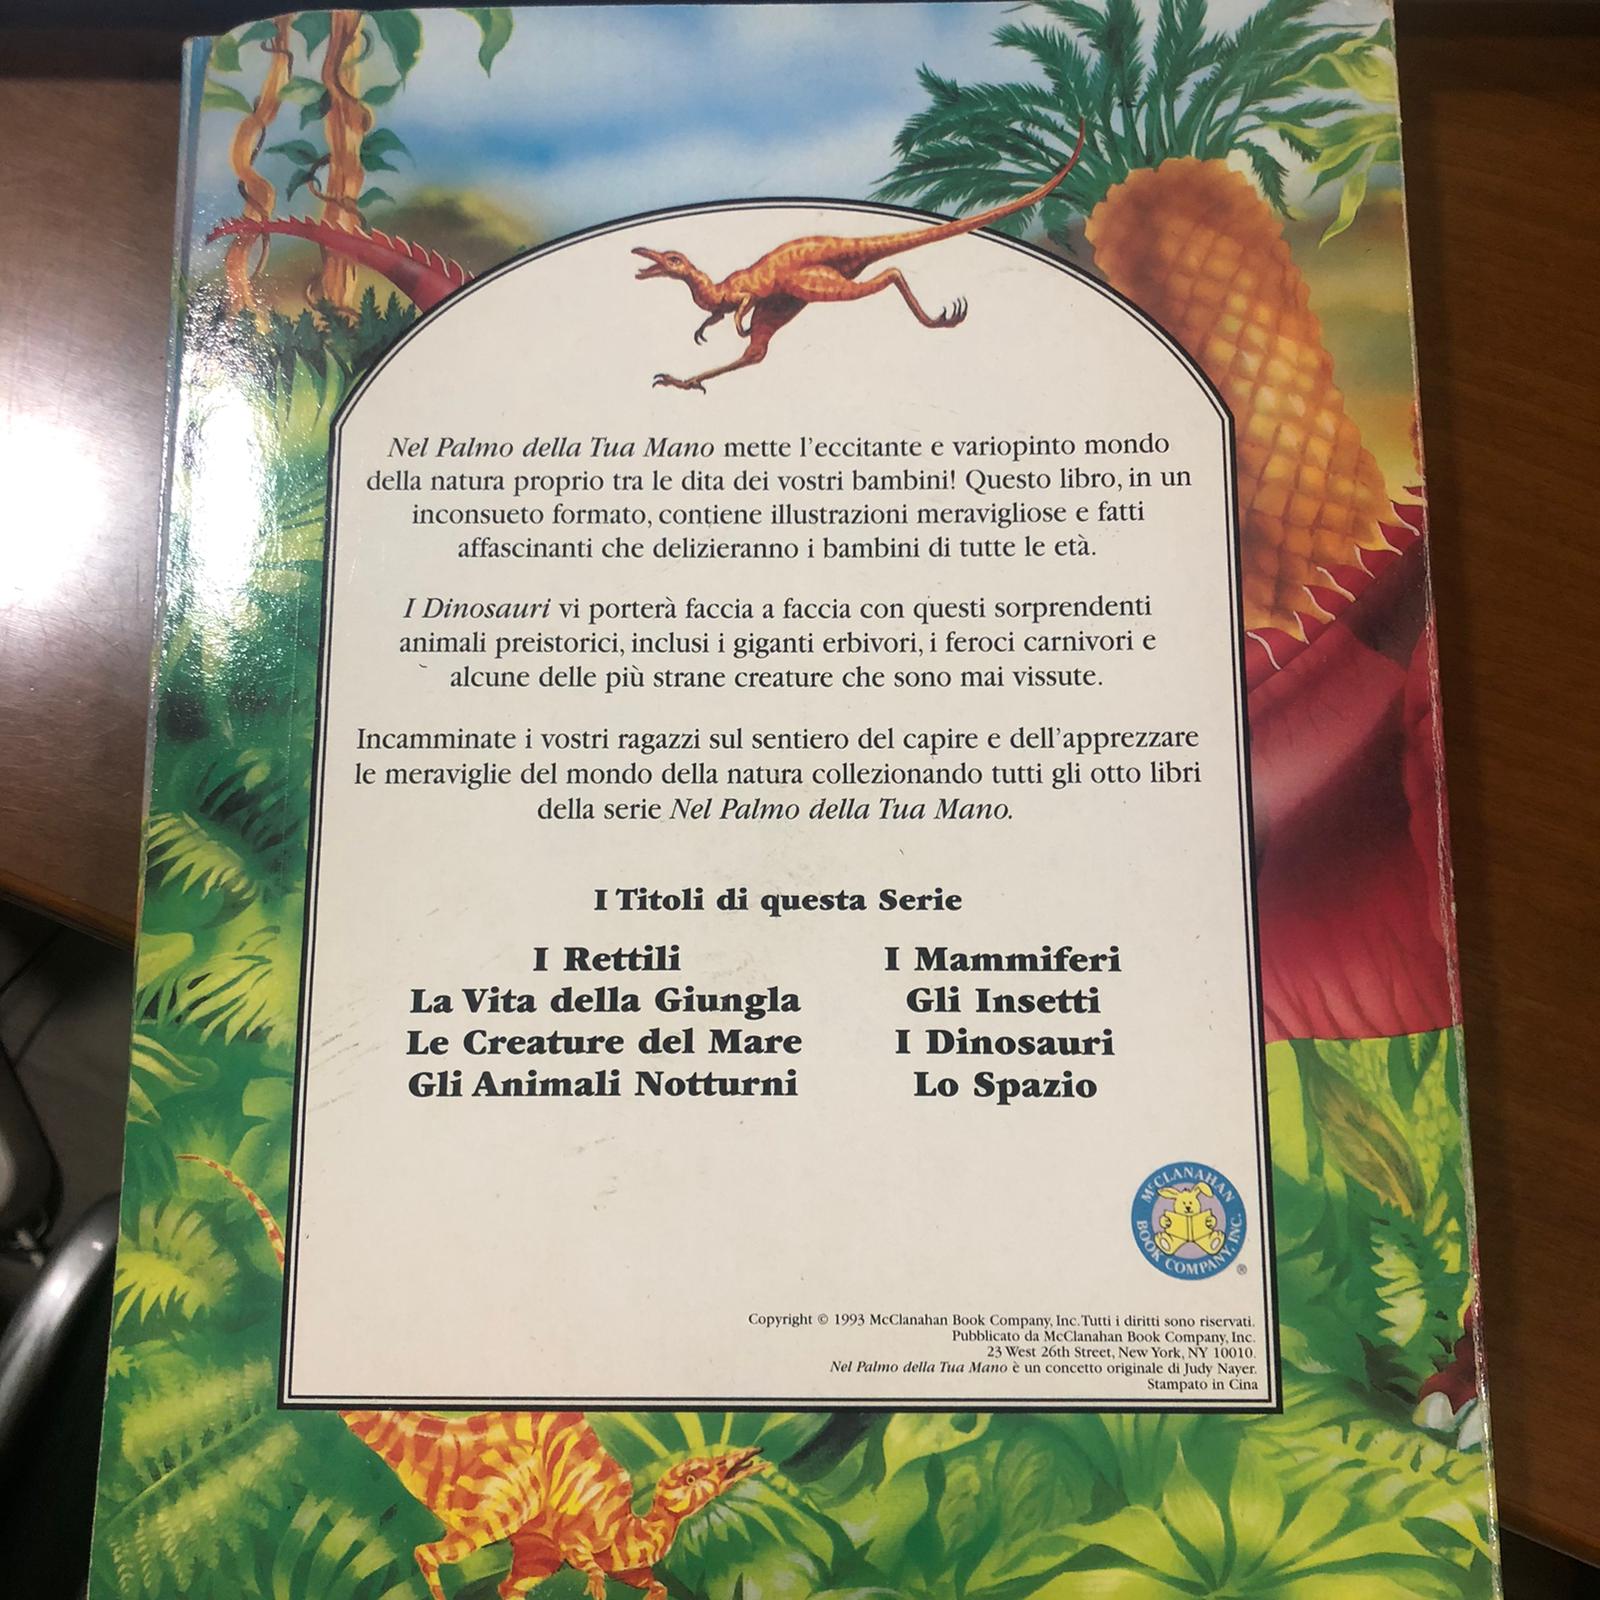 Nel Palmo della Tua Mano mette l'eccitante e variopinto mondo
della natura proprio tra le dita dei vostri bambini! Questo libro, in un
inconsueto formato, contiene illustrazioni meravigliose e fatti
affascinanti che delizieranno i bambini di tutte le età.
I Dinosauri vi porterà faccia a faccia con questi sorprendenti
animali preistorici, inclusi i giganti erbivori, i feroci carnivori e
alcune delle più strane creature che sono mai vissute.
Incamminate i vostri ragazzi sul sentiero del capire e dell'apprezzare
le meraviglie del mondo della natura collezionando tutti gli otto libri
della serie Nel Palmo della Tua Mano.
I Titoli di questa Serie
I Rettili
La Vita della Giungla
Le Creature del Mare
Gli Animali Notturni
I Mammiferi
Gli Insetti
I Dinosauri
Lo Spazio
McCLANAHAN
BOOK COMPANY, INC.
®
Copyright © 1993 McClanahan Book Company, Inc. Tutti i diritti sono riservati.
Pubblicato da McClanahan Book Company, Inc.
23 West 26th Street, New York, NY 10010.
Nel Palmo della Tua Mano è un concetto originale di Judy Nayer.
Stampato in Cina